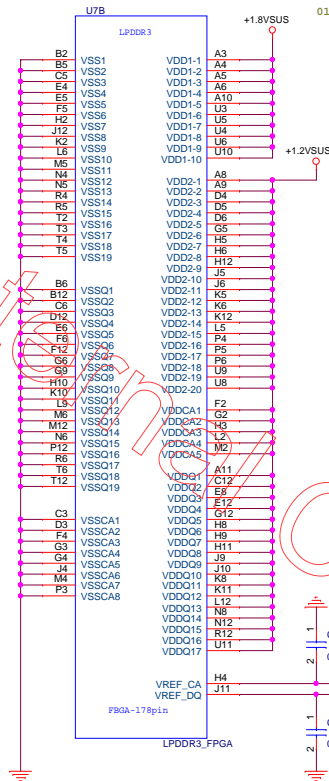 U7B
01
LPDDR3
+1.8VSUS
B2 VSS1 VDD1-1 A3
B5 VSS2 VDD1-2 A4
C5 VSS3 VDD1-3 A5
E4 VSS4 VDD1-4 A6
E5 VSS5 VDD1-5 A10
F5 VSS6 VDD1-6 U3
H2 VSS7 VDD1-7 U5
J12 VSS8 VDD1-8 U4
K2 VSS9 VDD1-9 U6
L6 VSS10 VDD1-10 U10
+1.2VSUS
M5 VSS11
N4 VSS12 VDD2-1 A8
N5 VSS13 VDD2-2 A9
R4 VSS14 VDD2-3 D4
R5 VSS15 VDD2-4 D5
T2 VSS16 VDD2-5 D6
T3 VSS17 VDD2-6 G5
T4 VSS18 VDD2-7 H5
T5 VSS19 VDD2-8 H6
VDD2-9 H12
VDD2-10 J5
B6 VSSQ1 VDD2-11 J6
B12 VSSQ2 VDD2-12 K5
C6 VSSQ3 VDD2-13 K6
D12 VSSQ4 VDD2-14 K12
E6 VSSQ5 VDD2-15 L5
F6 VSSQ6 VDD2-16 P4
F12 VSSQ7 VDD2-17 P5
G6 VSSQ8 VDD2-18 P6
G9 VSSQ9 VDD2-19 U9
H10 VSSQ10 VDD2-20 U8
K10 VSSQ11
L9 VSSQ12 VDDCA1 F2
M6 VSSQ13 VDDCA2 G2
M12 VSSQ14 VDDCA3 H3
N6 VSSQ15 VDDCA4 L2
P12 VSSQ16 VDDCA5 M2
R6 VSSQ17
T6 VSSQ18 VDDQ1 A11
T12 VSSQ19 VDDQ2 C12
VDDQ3 E8
VDDQ4 E12
C3 VSSCA1 VDDQ5 G12
D3 VSSCA2 VDDQ6 H8
F4 VSSCA3 VDDQ7 H9
G3 VSSCA4 VDDQ8 H11
G4 VSSCA5 VDDQ9 J9
J4 VSSCA6 VDDQ10 J10
M4 VSSCA7 VDDQ11 K8
P3 VSSCA8 VDDQ12 K11
VDDQ13 L12
VDDQ14 N8
VDDQ15 N12
VDDQ16 R12
VDDQ17 U11
1
2
VREF_CA H4
VREF_DQ J11
FBGA-178pin
1
2
LPDDR3_FPGA